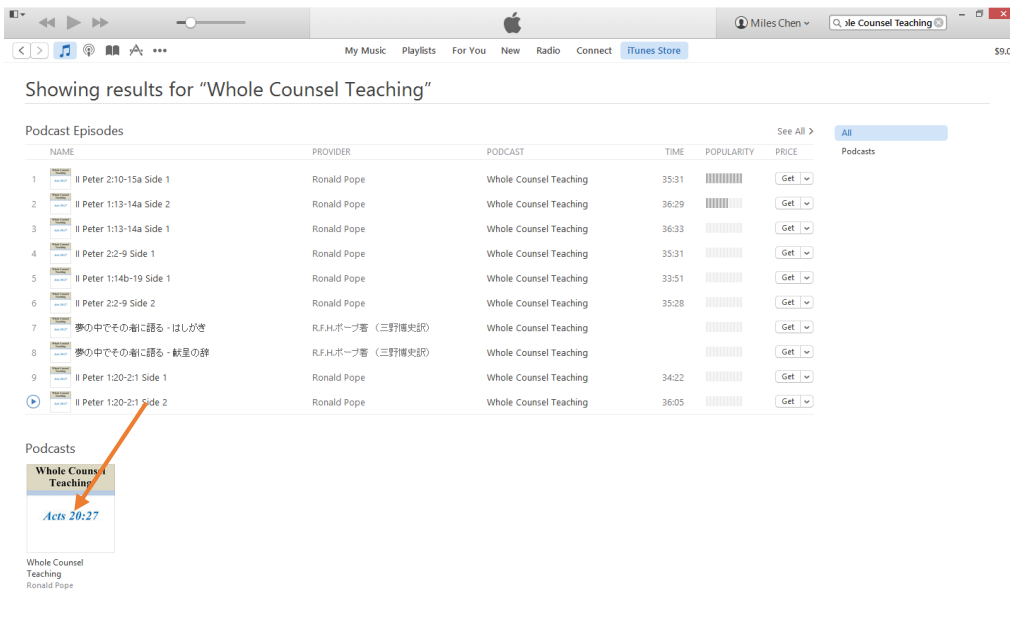 Miles Chen
ole Counsel Teaching
My Music Playlists For You New Radio Connect iTunes Store
$9.0
Showing results for “Whole Counsel Teaching”
Podcast Episodes See All >
All
Podcasts
NAME PROVIDER PODCAST TIME POPULARITY PRICE
1 II Peter 2:10-15a Side 1 Ronald Pope Whole Counsel Teaching 35:31 Get
2 II Peter 1:13-14a Side 2 Ronald Pope Whole Counsel Teaching 36:29 Get
3 II Peter 1:13-14a Side 1 Ronald Pope Whole Counsel Teaching 36:33 Get
4 II Peter 2:2-9 Side 1 Ronald Pope Whole Counsel Teaching 35:31 Get
5 II Peter 1:14b-19 Side 1 Ronald Pope Whole Counsel Teaching 33:51 Get
6 II Peter 2:2-9 Side 2 Ronald Pope Whole Counsel Teaching 35:28 Get
7 夢の中でその者に語る - はしがき R.F.H.ポープ著 （三野博史訳） Whole Counsel Teaching Get
8 夢の中でその者に語る - 献呈の辞 R.F.H.ポープ著 （三野博史訳） Whole Counsel Teaching Get
9 II Peter 1:20-2:1 Side 1 Ronald Pope Whole Counsel Teaching 34:22 Get
II Peter 1:20-2:1 Side 2 Ronald Pope Whole Counsel Teaching 36:05 Get
Podcasts
Whole Counsel
Teaching
Acts 20:27
Whole Counsel
Teaching
Ronald Pope